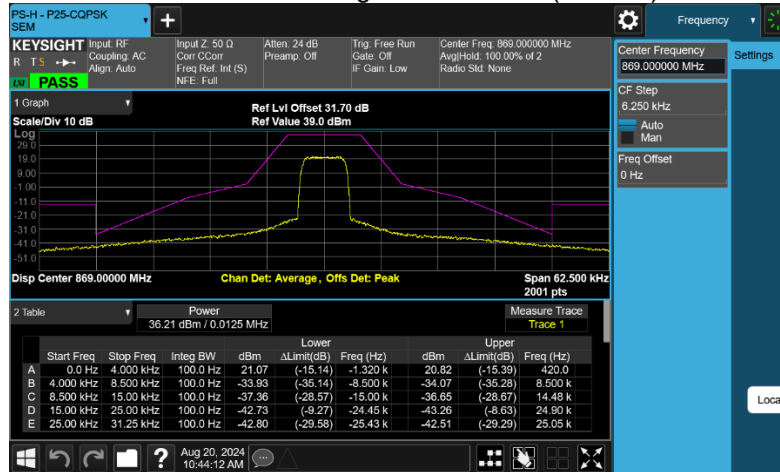 PS-H - P25-CQPSK
SEM
Frequency
KEYSIGHT
Input: RF
Coupling: AC
Align: Auto
Input Z: 50 Ω
Corr CCorr
Freq Ref: Int (S)
NFE: Full
Atten: 24 dB
Preamp: Off
Trig: Free Run
Gate: Off
IF Gain: Low
Center Freq: 869.000000 MHz
Avg|Hold: 100.00% of 2
Radio Std: None
R T S
LXI
PASS
Center Frequency
869.000000 MHz
Settings
CF Step
6.250 kHz
Auto
Man
Freq Offset
0 Hz
1 Graph
Scale/Div 10 dB
Ref Lvl Offset 31.70 dB
Ref Value 39.0 dBm
Log
29.0
19.0
9.00
-1.00
-11.0
-21.0
-31.0
-41.0
-51.0
Disp Center 869.00000 MHz
Chan Det: Average, Offs Det: Peak
Span 62.500 kHz
2001 pts
2 Table
Power
36.21 dBm / 0.0125 MHz
Measure Trace
Trace 1
Lower Upper
Start Freq Stop Freq Integ BW dBm ΔLimit(dB) Freq (Hz) dBm ΔLimit(dB) Freq (Hz)
A 0.0 Hz 4.000 kHz 100.0 Hz 21.07 (-15.14) -1.320 k 20.82 (-15.39) 420.0
B 4.000 kHz 8.500 kHz 100.0 Hz -33.93 (-35.14) -8.500 k -34.07 (-35.28) 8.500 k
C 8.500 kHz 15.00 kHz 100.0 Hz -37.36 (-28.57) -15.00 k -36.65 (-28.67) 14.48 k
D 15.00 kHz 25.00 kHz 100.0 Hz -42.73 (-9.27) -24.45 k -43.26 (-8.63) 24.90 k
E 25.00 kHz 31.25 kHz 100.0 Hz -42.80 (-29.58) -25.43 k -42.51 (-29.29) 25.05 k
Loca
Aug 20, 2024
10:44:12 AM